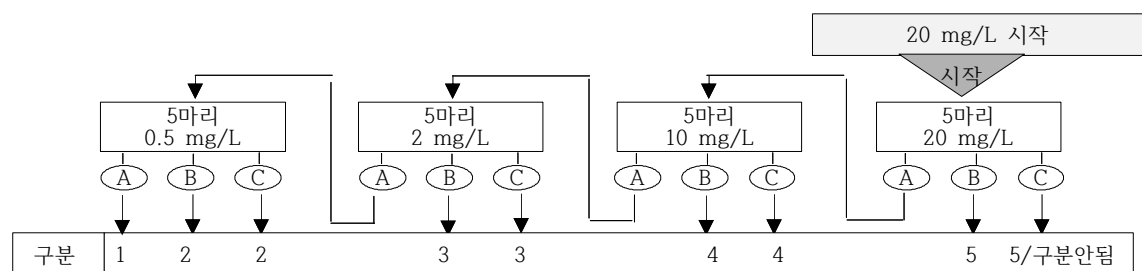 20 mg/L 시작
시작
5마리
0.5 mg/L
5마리
2 mg/L
5마리
10 mg/L
5마리
20 mg/L
A B C A B C A B C A B C
구분 1 2 2 3 3 4 4 5 5/구분안됨